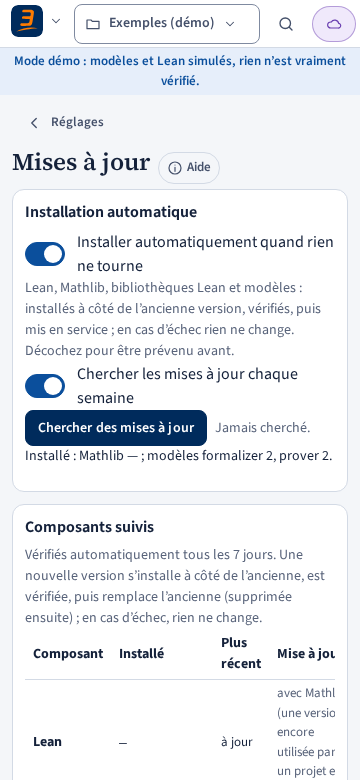 Exemples (démo)
Mode démo : modèles et Lean simulés, rien n’est vraiment
vérifié.
Réglages
Mises à jour
Aide
Installation automatique
Installer automatiquement quand rien
ne tourne
Lean, Mathlib, bibliothèques Lean et modèles :
installés à côté de l’ancienne version, vérifiés, puis
mis en service ; en cas d’échec rien ne change.
Décochez pour être prévenu avant.
Chercher les mises à jour chaque
semaine
Chercher des mises à jour Jamais cherché.
Installé : Mathlib — ; modèles formalizer 2, prover 2.
Composants suivis
Vérifiés automatiquement tous les 7 jours. Une
nouvelle version s’installe à côté de l’ancienne, est
vérifiée, puis remplace l’ancienne (supprimée
ensuite) ; en cas d’échec, rien ne change.
Composant Installé Plus récent Mise à jou
Lean — à jour
avec Mathl
(une versio
encore
utilisée par
un projet e